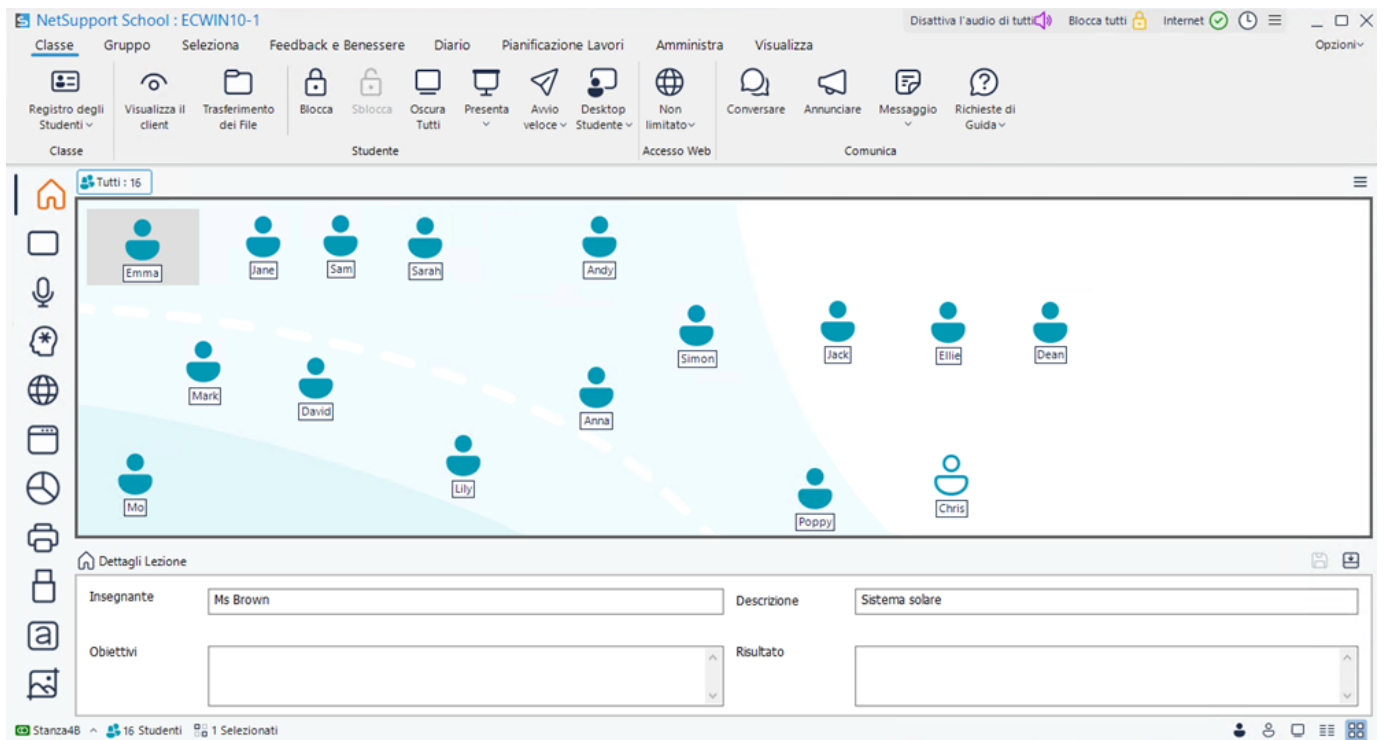 NetSupport School : ECWIN10-1
Disattiva l'audio di tutti Blocca tutti Internet
Classe Gruppo Seleziona Feedback e Benessere Diario Pianificazione Lavori Amministra Visualizza Opzioni
Registro degli Studenti
Visualizza il client
Trasferimento dei File
Blocca
Sblocca
Oscura Tutti
Presenta
Avvio veloce
Desktop Studente
Non limitato
Conversare
Annunciare
Messaggio
Richieste di Guida
Classe Studente Accesso Web Comunica
Tutti : 16
Emma Jane Sam Sarah Andy
Simon Jack Ellie Dean
Mark David Anna
Mo Lily Poppy Chris
Dettagli Lezione
Insegnante Ms Brown Descrizione Sistema solare
Obiettivi Risultato
Stanza4B 16 Studenti 1 Selezionati